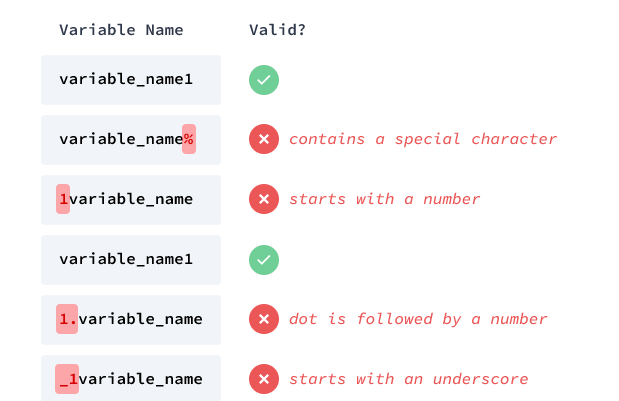 Variable Name Valid?
variable_name1
variable_name% contains a special character
1variable_name starts with a number
variable_name1
1.variable_name dot is followed by a number
_1variable_name starts with an underscore